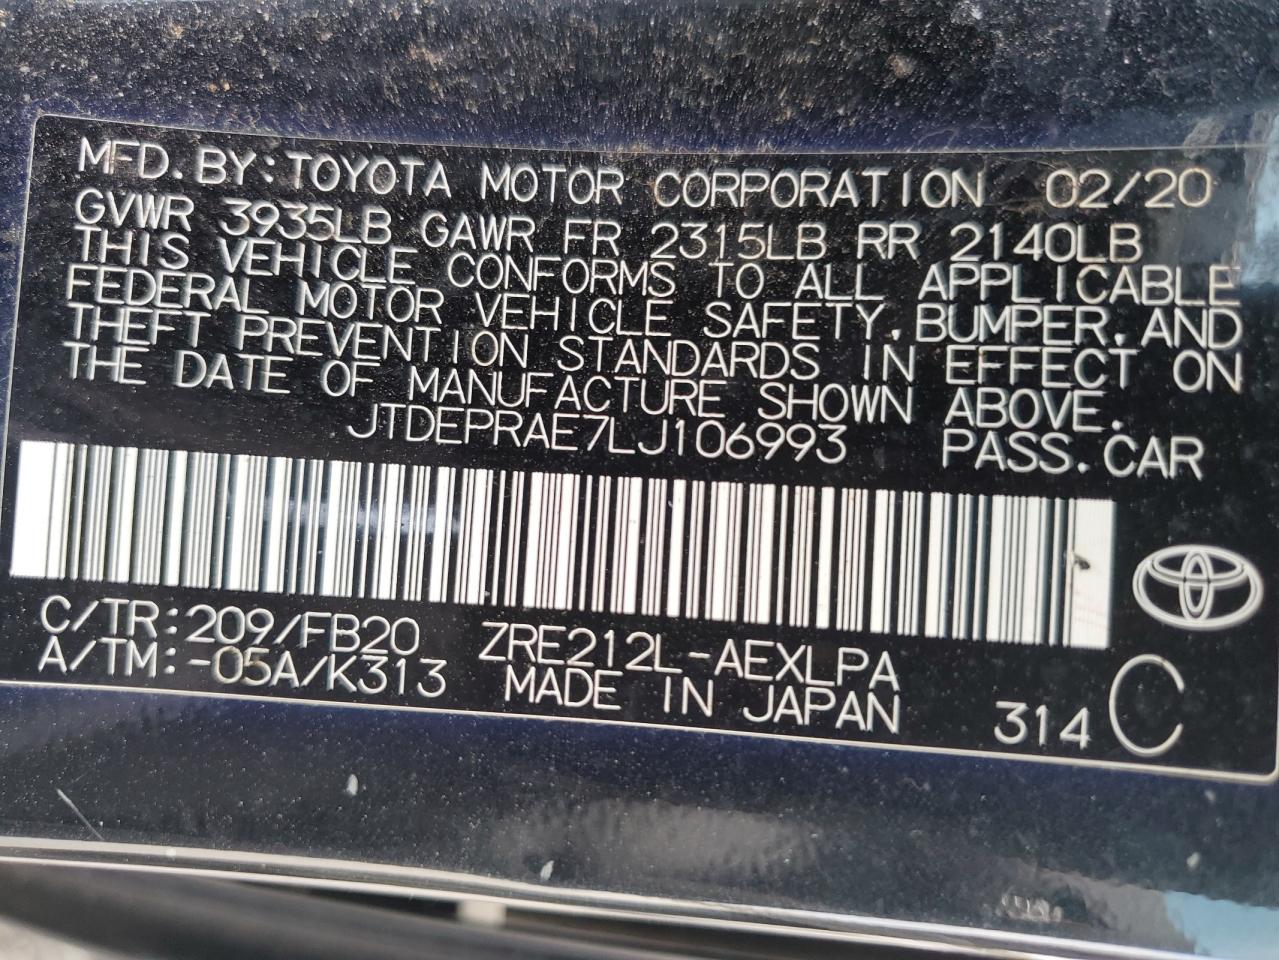 MFD.BY:TOYOTA MOTOR CORPORATION 02/20
GVWR 3935LB GAWR FR 2315LB RR 2140LB
THIS VEHICLE CONFORMS TO ALL APPLICABLE
FEDERAL MOTOR VEHICLE SAFETY,BUMPER,AND
THEFT PREVENTION STANDARDS IN EFFECT ON
THE DATE OF MANUFACTURE SHOWN ABOVE.
JTDEPRAE7LJ106993 PASS.CAR
C/TR:209/FB20 ZRE212L-AEXLPA
A/TM:-05A/K313 MADE IN JAPAN 314 C